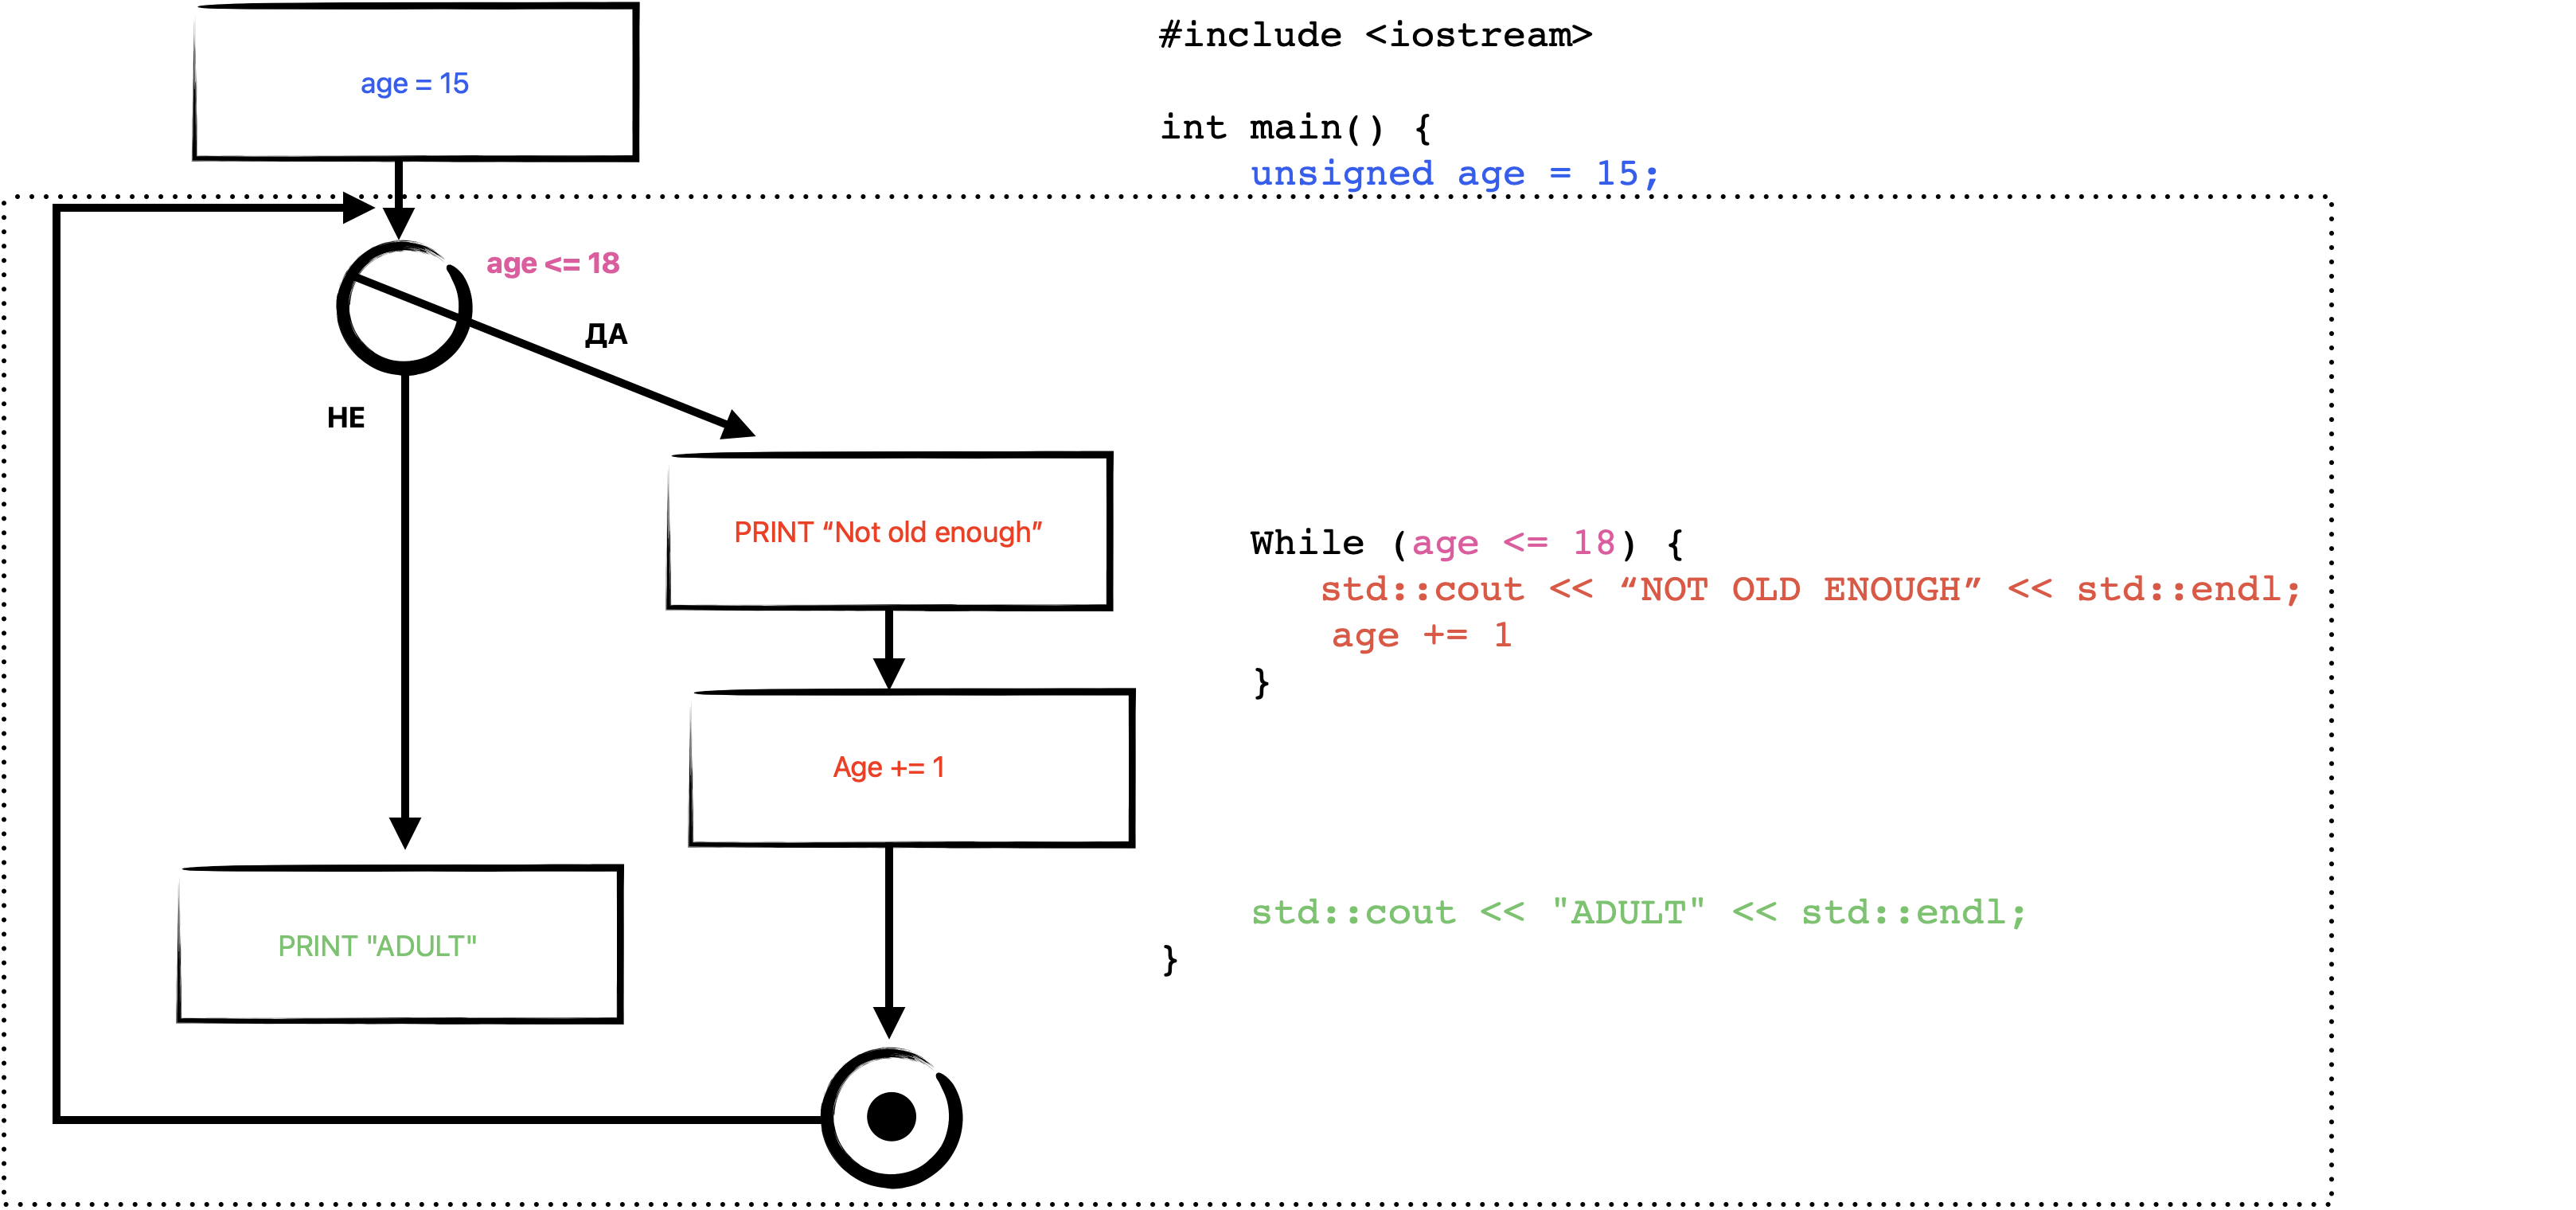 age = 15
age <= 18
ДА
НЕ
PRINT “Not old enough”
Age += 1
PRINT "ADULT"
#include <iostream>
int main() {
unsigned age = 15;
While (age <= 18) {
std::cout << “NOT OLD ENOUGH” << std::endl;
age += 1
}
std::cout << "ADULT" << std::endl;
}